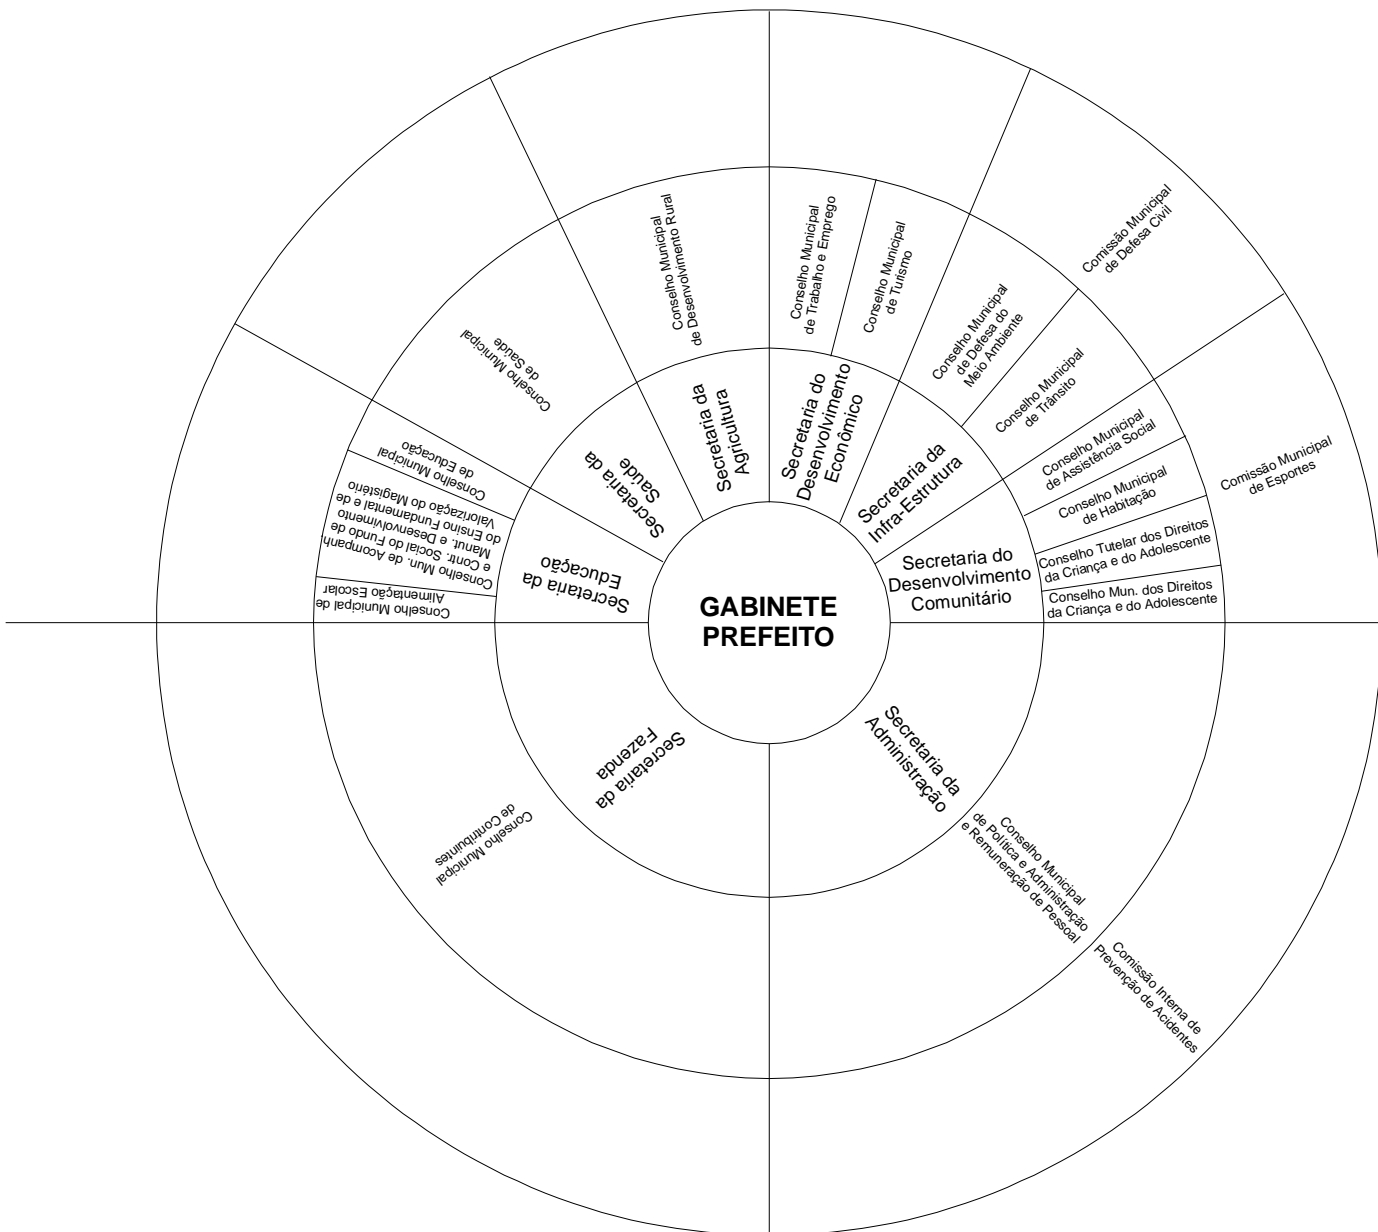 GABINETE
PREFEITO
Secretaria da
Educação
Secretaria da
Saúde
Secretaria da
Agricultura
Secretaria do
Desenvolvimento
Econômico
Secretaria da
Infra-Estrutura
Secretaria do
Desenvolvimento
Comunitário
Secretaria da
Administração
Secretaria da
Fazenda
Conselho Municipal de
Alimentação Escolar
Conselho Mun. de Acompanh.
e Contr. Social do Fundo de
Manut. e Desenvolvimento
do Ensino Fundamental e de
Valorização do Magistério
Conselho Municipal
de Educação
Conselho Municipal
de Saúde
Conselho Municipal
de Desenvolvimento Rural
Conselho Municipal
de Trabalho e Emprego
Conselho Municipal
de Turismo
Conselho Municipal
de Defesa do
Meio Ambiente
Conselho Municipal
de Trânsito
Conselho Municipal
de Assistência Social
Conselho Municipal
de Habitação
Conselho Tutelar dos Direitos
da Criança e do Adolescente
Conselho Mun. dos Direitos
da Criança e do Adolescente
Conselho Municipal
de Política e Administração
e Remuneração de Pessoal
Conselho Municipal
de Contribuintes
Comissão Municipal
de Defesa Civil
Comissão Municipal
de Esportes
Comissão Interna de
Prevenção de Acidentes